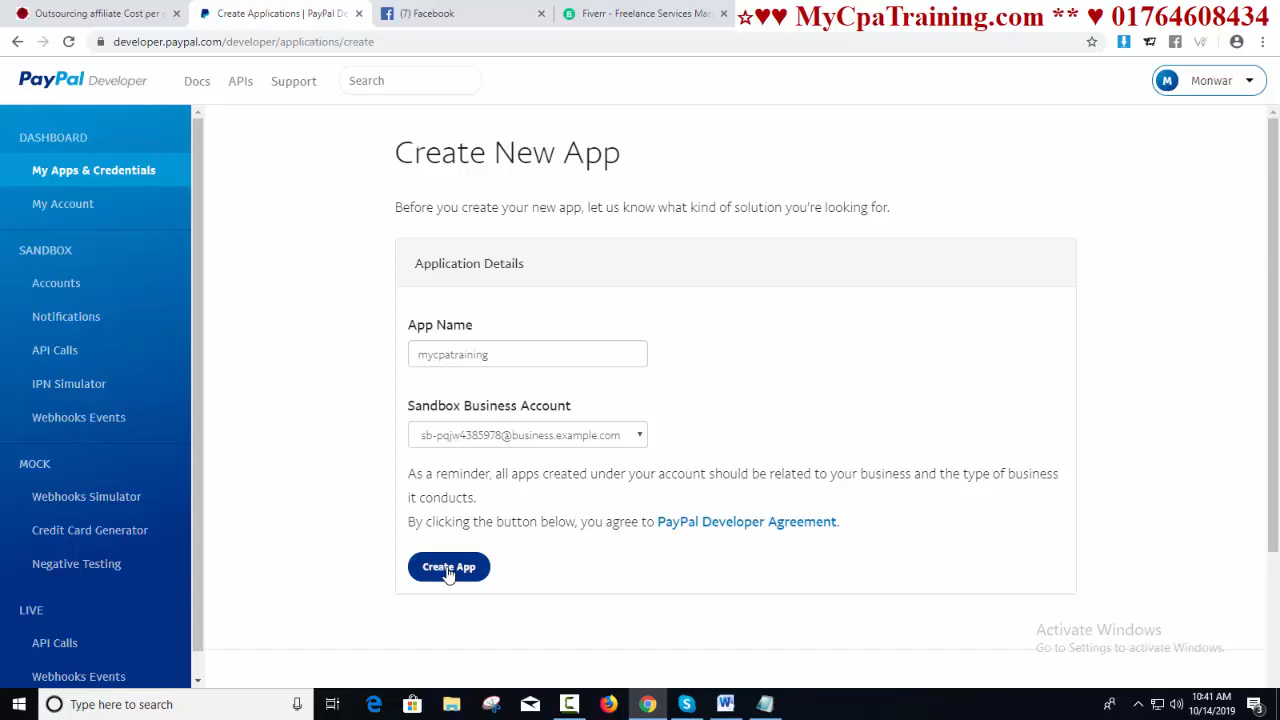 Outsourcing affiliate Cost per a
Create Applications | PayPal De
(7) Facebook
Fiverr - Freelance Services Mar
☆♥♥ MyCpaTraining.com ** ♥ 01764608434
developer.paypal.com/developer/applications/create
PayPal Developer
Docs
APIs
Support
Search
M
Monwar
DASHBOARD
My Apps & Credentials
My Account
SANDBOX
Accounts
Notifications
API Calls
IPN Simulator
Webhooks Events
MOCK
Webhooks Simulator
Credit Card Generator
Negative Testing
LIVE
API Calls
Webhooks Events
Create New App
Before you create your new app, let us know what kind of solution you're looking for.
Application Details
App Name
mycpatraining
Sandbox Business Account
sb-pqjw4385978@business.example.com
As a reminder, all apps created under your account should be related to your business and the type of business
it conducts.
By clicking the button below, you agree to PayPal Developer Agreement.
Create App
Activate Windows
Go to Settings to activate Windows.
Type here to search
10:41 AM
10/14/2019